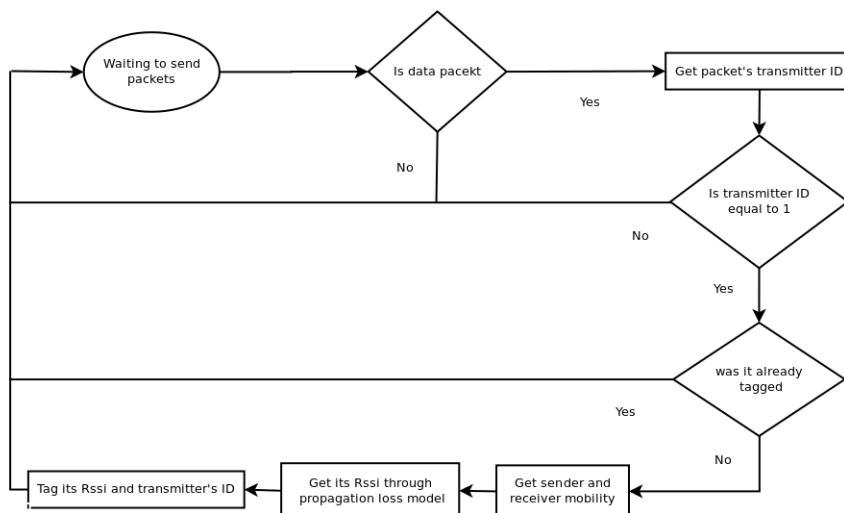 Waiting to send
packets
Is data pacekt
Get packet's transmitter ID
Yes
No
Is transmitter ID
equal to 1
No
Yes
was it already
tagged
Yes
No
Tag its Rssi and transmitter's ID
Get its Rssi through
propagation loss model
Get sender and
receiver mobility